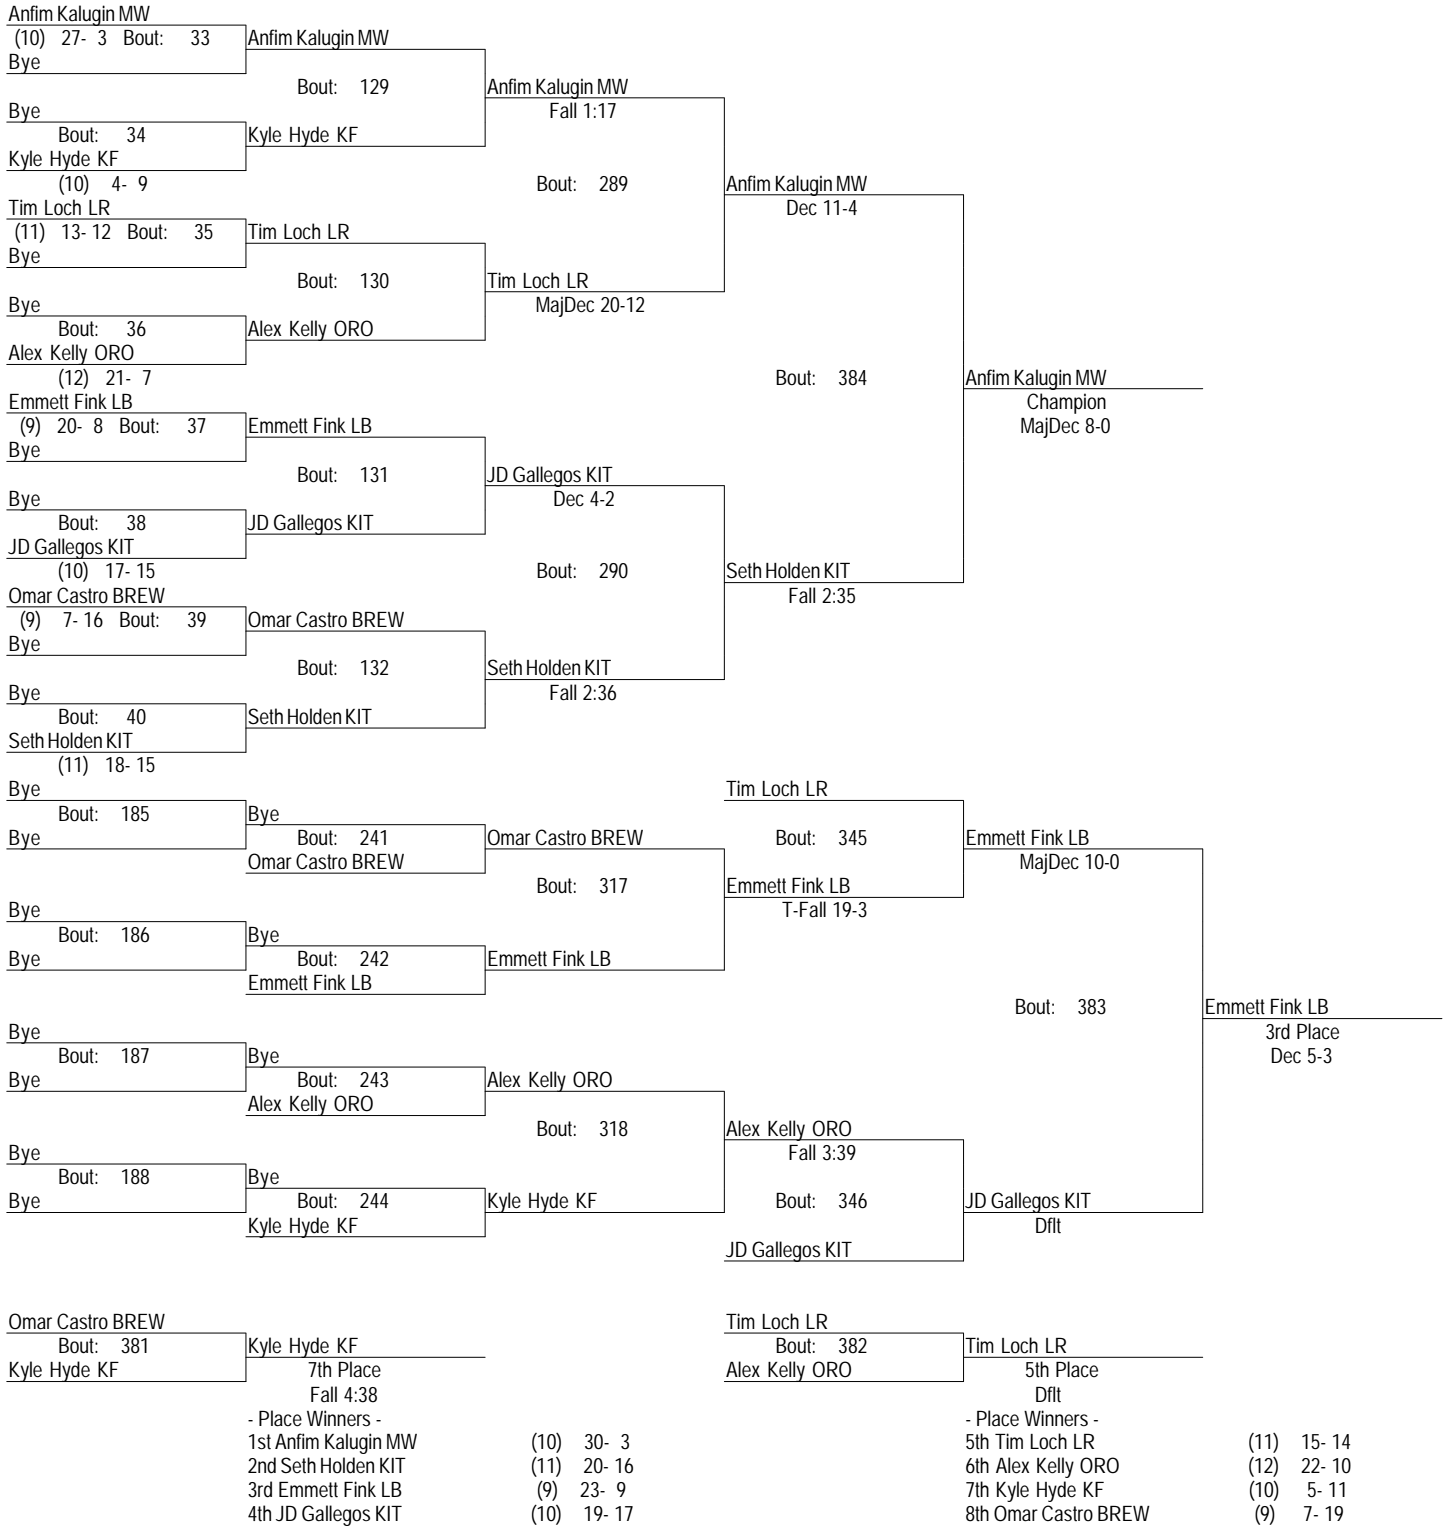 Anfim Kalugin MW
(10) 27- 3 Bout: 33 Anfim Kalugin MW
Bye
Bout: 129 Anfim Kalugin MW
Bye Fall 1:17
Bout: 34 Kyle Hyde KF
Kyle Hyde KF
(10) 4- 9 Bout: 289 Anfim Kalugin MW
Tim Loch LR Dec 11-4
(11) 13- 12 Bout: 35 Tim Loch LR
Bye
Bout: 130 Tim Loch LR
Bye MajDec 20-12
Bout: 36 Alex Kelly ORO
Alex Kelly ORO
(12) 21- 7 Bout: 384 Anfim Kalugin MW
Emmett Fink LB Champion
(9) 20- 8 Bout: 37 Emmett Fink LB MajDec 8-0
Bye
Bout: 131 JD Gallegos KIT
Bye Dec 4-2
Bout: 38 JD Gallegos KIT
JD Gallegos KIT
(10) 17- 15 Bout: 290 Seth Holden KIT
Omar Castro BREW Fall 2:35
(9) 7- 16 Bout: 39 Omar Castro BREW
Bye
Bout: 132 Seth Holden KIT
Bye Fall 2:36
Bout: 40 Seth Holden KIT
Seth Holden KIT
(11) 18- 15
Bye Tim Loch LR
Bout: 185 Bye
Bye Bout: 241 Omar Castro BREW Bout: 345 Emmett Fink LB
Omar Castro BREW MajDec 10-0
Bout: 317 Emmett Fink LB
Bye T-Fall 19-3
Bout: 186 Bye
Bye Bout: 242 Emmett Fink LB
Emmett Fink LB
Bout: 383 Emmett Fink LB
Bye 3rd Place
Bout: 187 Bye Dec 5-3
Bye Bout: 243 Alex Kelly ORO
Alex Kelly ORO
Bout: 318 Alex Kelly ORO
Bye Fall 3:39
Bout: 188 Bye
Bye Bout: 244 Kyle Hyde KF Bout: 346 JD Gallegos KIT
Kyle Hyde KF Dflt
JD Gallegos KIT
Omar Castro BREW Tim Loch LR
Bout: 381 Kyle Hyde KF Bout: 382 Tim Loch LR
Kyle Hyde KF 7th Place Alex Kelly ORO 5th Place
Fall 4:38 Dflt
- Place Winners - - Place Winners -
1st Anfim Kalugin MW (10) 30- 3 5th Tim Loch LR (11) 15- 14
2nd Seth Holden KIT (11) 20- 16 6th Alex Kelly ORO (12) 22- 10
3rd Emmett Fink LB (9) 23- 9 7th Kyle Hyde KF (10) 5- 11
4th JD Gallegos KIT (10) 19- 17 8th Omar Castro BREW (9) 7- 19